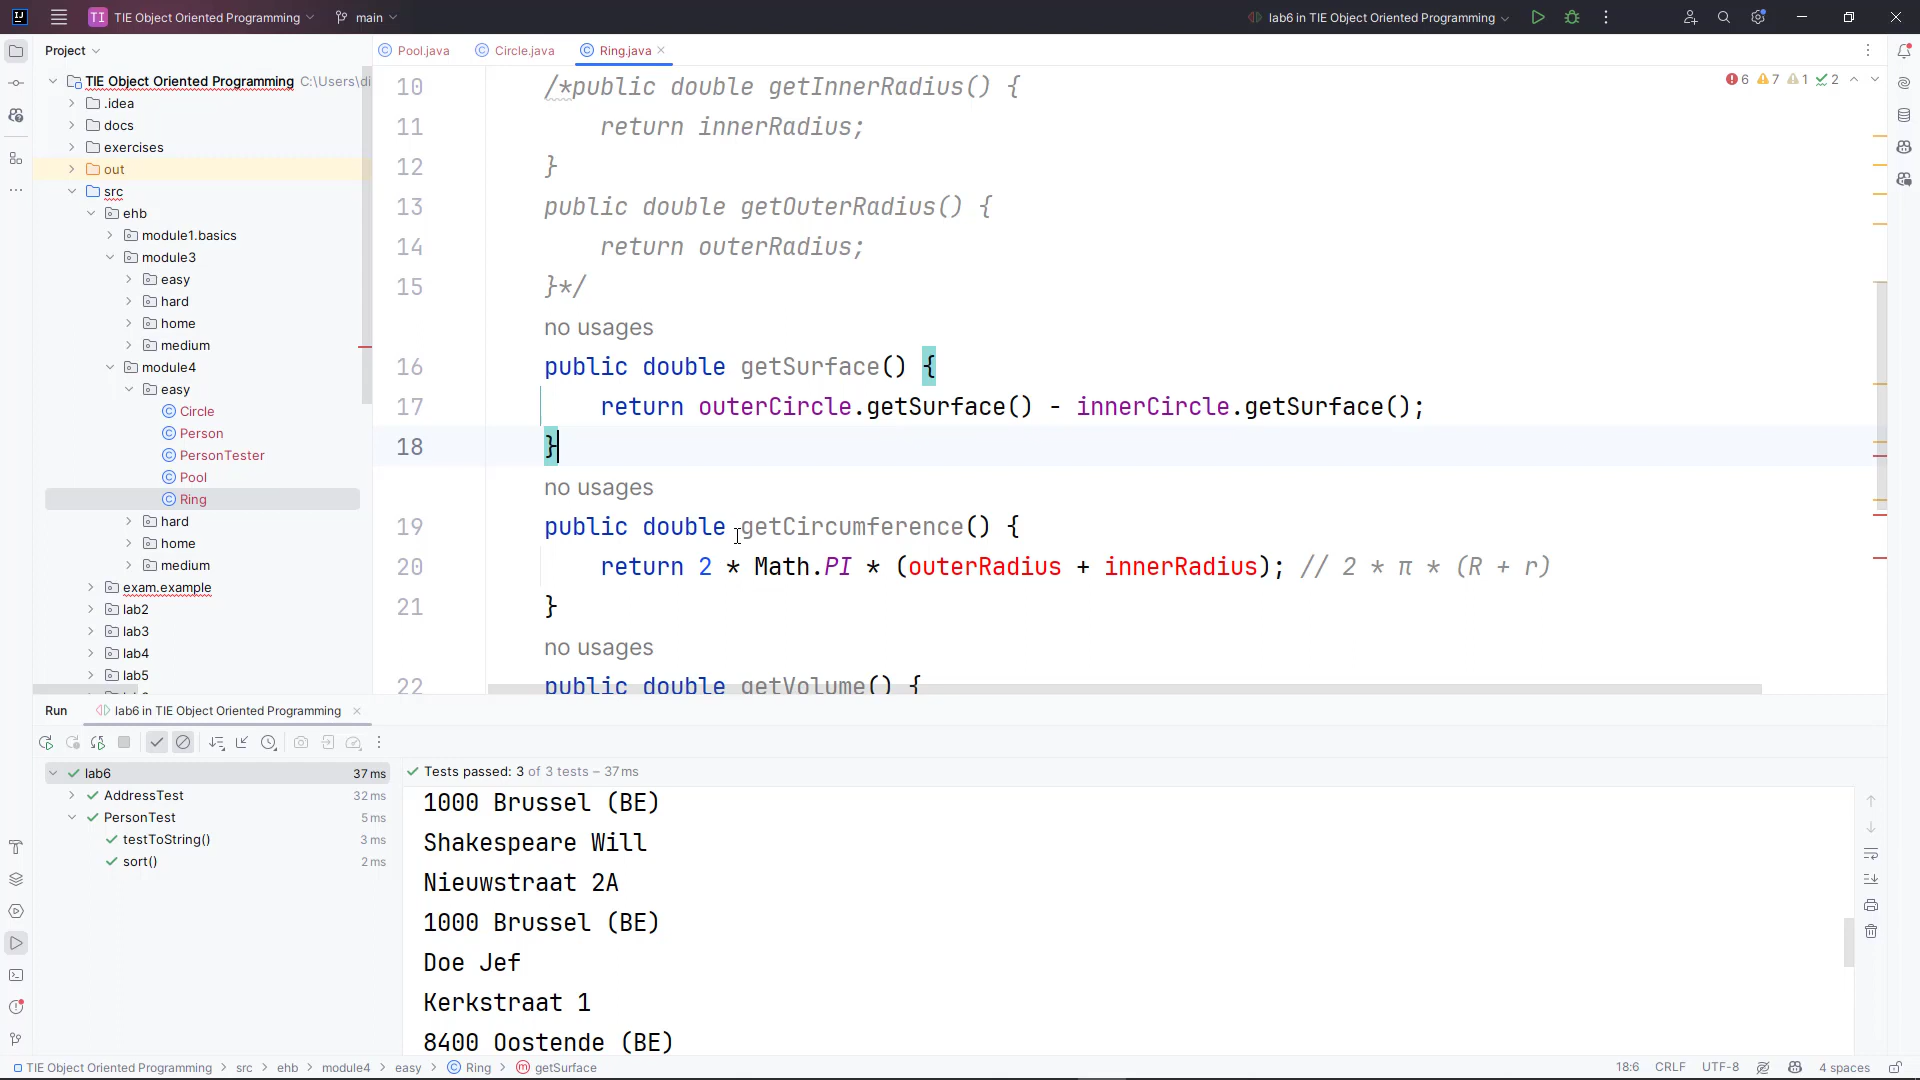 TI TIE Object Oriented Programming main lab6 in TIE Object Oriented Programming
Project
Pool.java Circle.java Ring.java
TIE Object Oriented Programming C:\Users\di
.idea
docs
exercises
out
src
ehb
module1.basics
module3
easy
hard
home
medium
module4
easy
Circle
Person
PersonTester
Pool
Ring
hard
home
medium
exam.example
lab2
lab3
lab4
lab5
6 7 1 2
10 /*public double getInnerRadius() {
11 return innerRadius;
12 }
13 public double getOuterRadius() {
14 return outerRadius;
15 }*/
no usages
16 public double getSurface() {
17 return outerCircle.getSurface() - innerCircle.getSurface();
18 }
no usages
19 public double getCircumference() {
20 return 2 * Math.PI * (outerRadius + innerRadius); // 2 * π * (R + r)
21 }
no usages
22 public double getVolume() {
Run lab6 in TIE Object Oriented Programming
lab6 37 ms
AddressTest 32 ms
PersonTest 5 ms
testToString() 3 ms
sort() 2 ms
Tests passed: 3 of 3 tests – 37 ms
1000 Brussel (BE)
Shakespeare Will
Nieuwstraat 2A
1000 Brussel (BE)
Doe Jef
Kerkstraat 1
8400 Oostende (BE)
TIE Object Oriented Programming > src > ehb > module4 > easy > Ring > getSurface 18:6 CRLF UTF-8 4 spaces